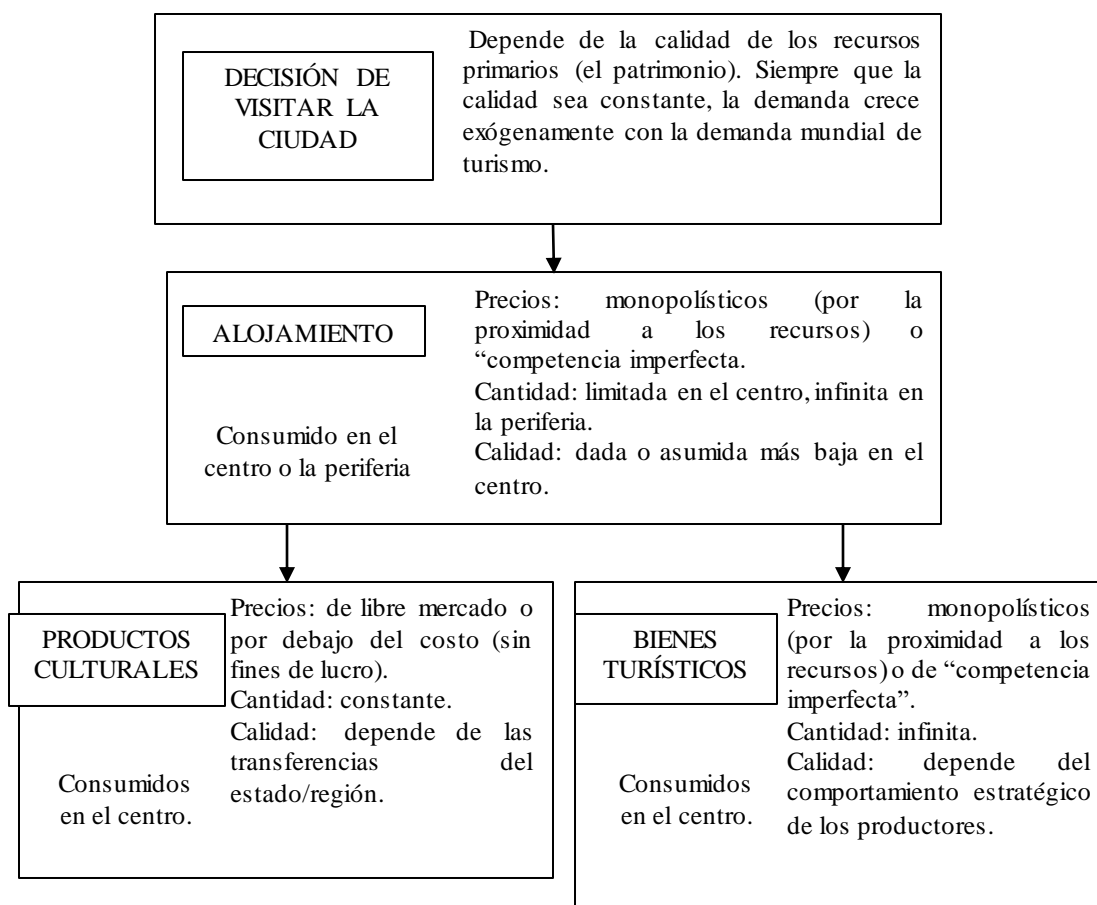 DECISIÓN DE
VISITAR LA
CIUDAD
Depende de la calidad de los recursos
primarios (el patrimonio). Siempre que la
calidad sea constante, la demanda crece
exógenamente con la demanda mundial de
turismo.
ALOJAMIENTO
Consumido en el
centro o la periferia
Precios: monopolísticos (por la
proximidad a los recursos) o
“competencia imperfecta.
Cantidad: limitada en el centro, infinita en
la periferia.
Calidad: dada o asumida más baja en el
centro.
PRODUCTOS
CULTURALES
Consumidos
en el centro.
Precios: de libre mercado o
por debajo del costo (sin
fines de lucro).
Cantidad: constante.
Calidad: depende de las
transferencias del
estado/región.
BIENES
TURÍSTICOS
Consumidos
en el centro.
Precios: monopolísticos
(por la proximidad a los
recursos) o de “competencia
imperfecta”.
Cantidad: infinita.
Calidad: depende del
comportamiento estratégico
de los productores.